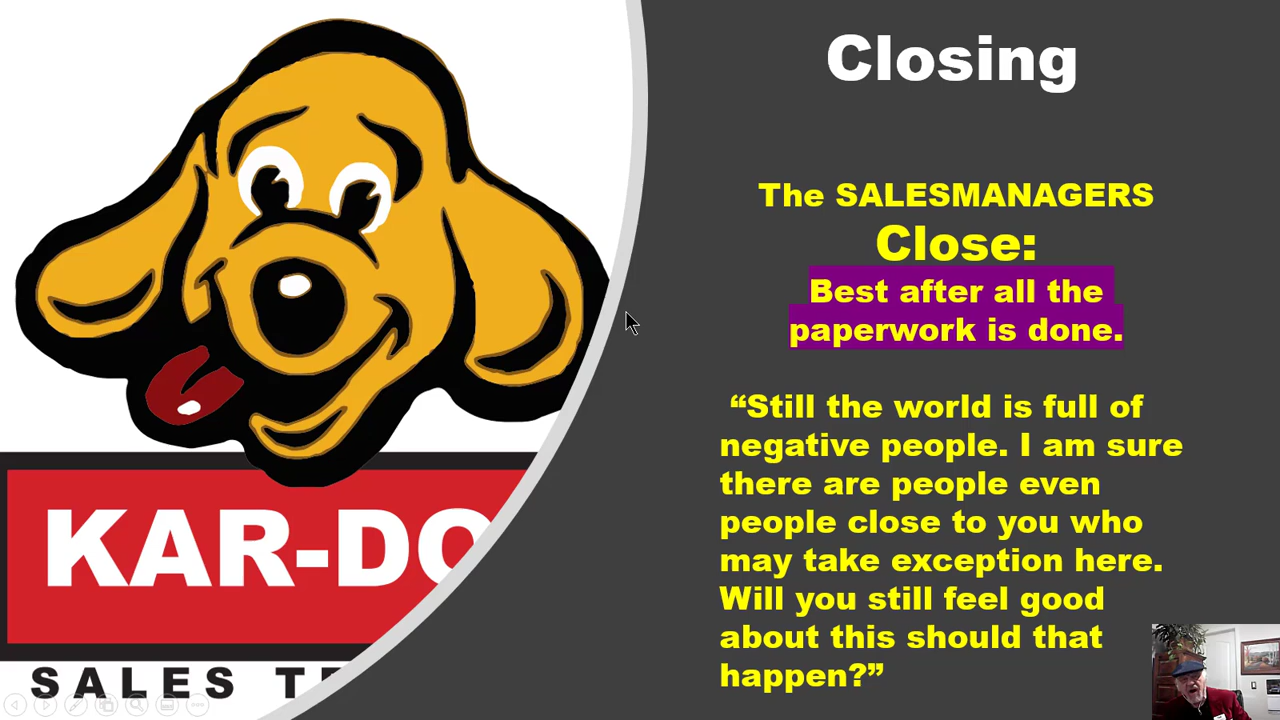 Closing
The SALESMANAGERS
Close:
Best after all the
paperwork is done.
“Still the world is full of
negative people. I am sure
there are people even
people close to you who
may take exception here.
Will you still feel good
about this should that
happen?”
KAR-DO
SALES T